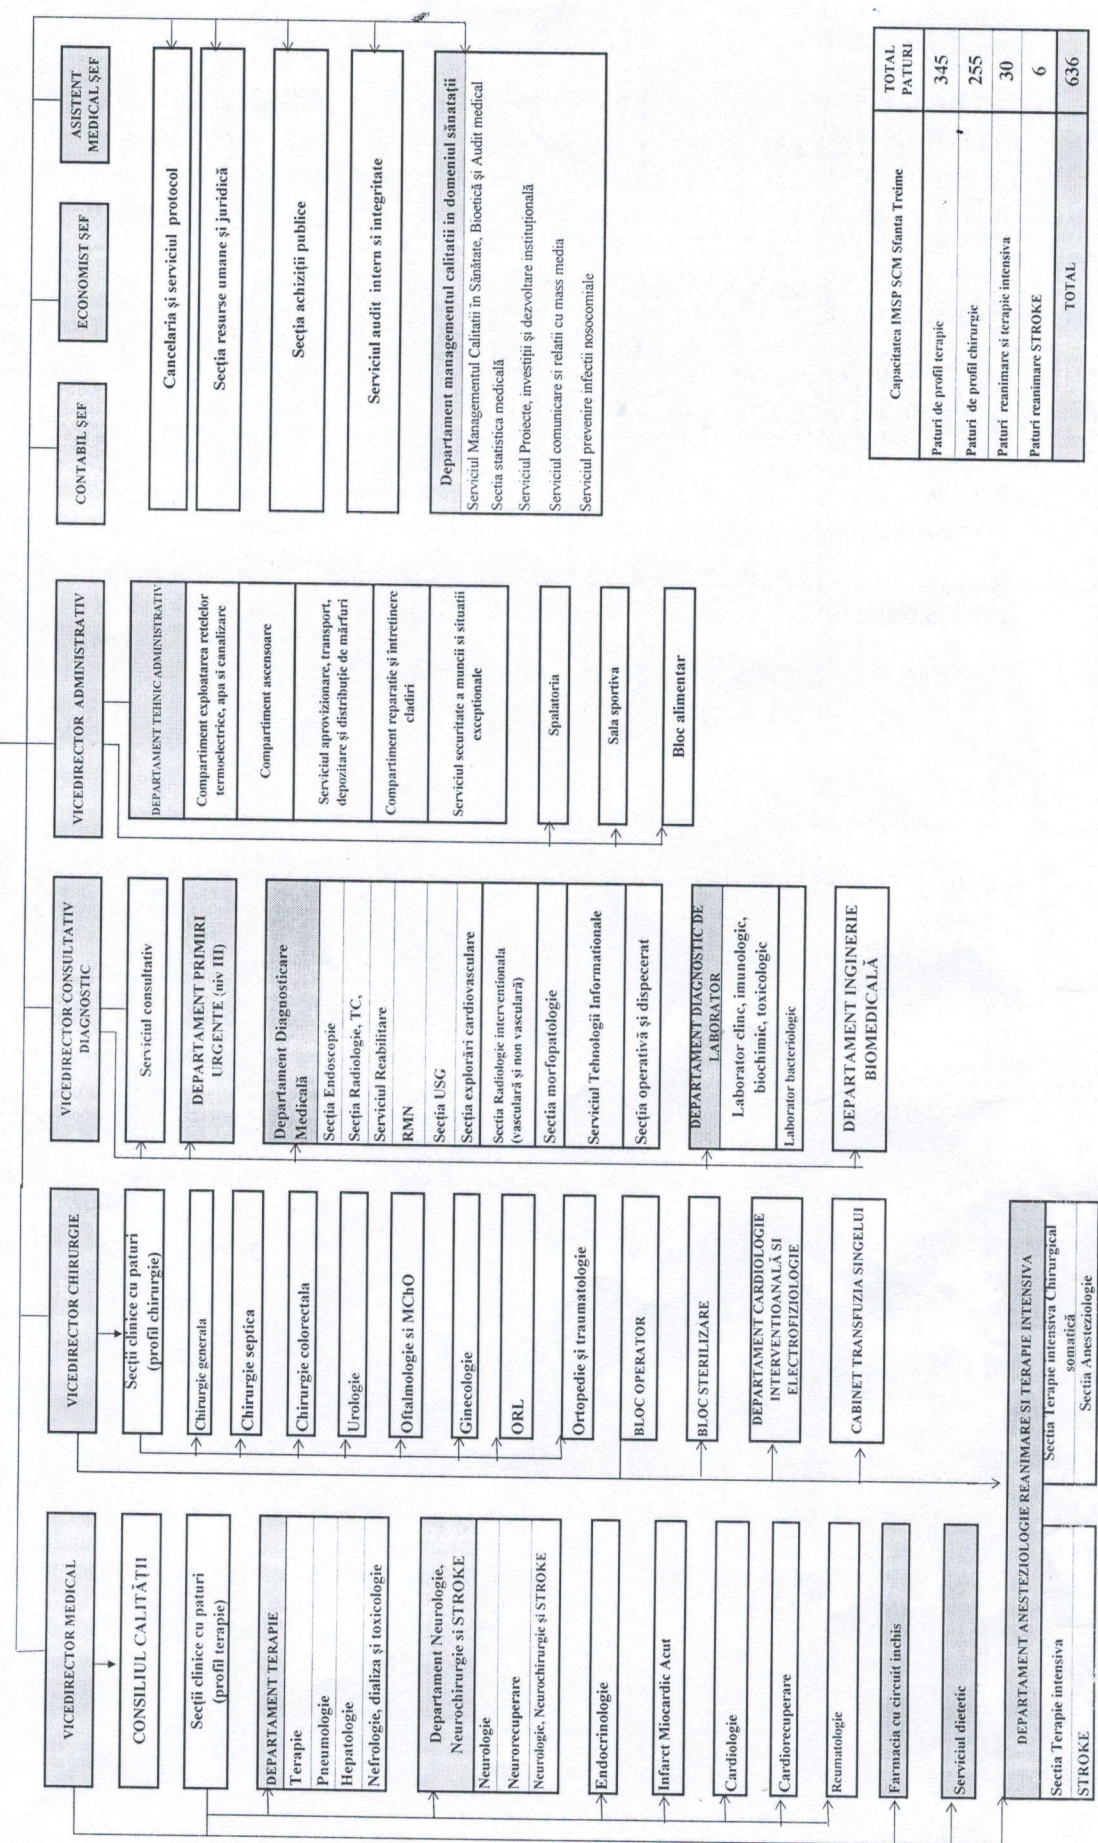 VICEDIRECTOR MEDICAL
CONSILIUL CALITĂȚII
Secții clinice cu paturi
(profil terapie)
DEPARTAMENT TERAPIE
Terapie
Pneumologie
Hepatologie
Nefrologie, dializa și toxicologie
Departament Neurologie,
Neurochirurgie si STROKE
Neurologie
Neurorecuperare
Neurologie, Neurochirurgie și STROKE
Endocrinologie
Infarct Miocardic Acut
Cardiologie
Cardiorecuperare
Reumatologie
Farmacia cu circuit inchis
Serviciul dietetic
VICEDIRECTOR CHIRURGIE
Secții clinice cu paturi
(profil chirurgie)
Chirurgie generala
Chirurgie septica
Chirurgie colorectala
Urologie
Oftalmologie si MChO
Ginecologie
ORL
Ortopedie și traumatologie
BLOC OPERATOR
BLOC STERILIZARE
DEPARTAMENT CARDIOLOGIE
INTERVENTIOANALĂ SI
ELECTROFIZIOLOGIE
CABINET TRANSFUZIA SINGELUI
DEPARTAMENT ANESTEZIOLOGIE REANIMARE SI TERAPIE INTENSIVA
Sectia Terapie intensiva
STROKE
Sectia Terapie intensiva Chirurgical
somatică
Sectia Anesteziologie
VICEDIRECTOR CONSULTATIV
DIAGNOSTIC
Serviciul consultativ
DEPARTAMENT PRIMIRI
URGENTE (niv III)
Departament Diagnosticare
Medicală
Secția Endoscopie
Secția Radiologie, TC,
Serviciul Reabilitare
RMN
Secția USG
Secția explorări cardiovasculare
Sectia Radiologie interventionala
(vasculară și non vasculară)
Sectia morfopatologie
Serviciul Tehnologii Informationale
Secția operativă și dispecerat
DEPARTAMENT DIAGNOSTIC DE
LABORATOR
Laborator clinc, imunologic,
biochimic, toxicologic
Laborator bacteriologic
DEPARTAMENT INGINERIE
BIOMEDICALĂ
VICEDIRECTOR ADMINISTRATIV
DEPARTAMENT TEHNIC ADMINISTRATIV
Compartiment exploatarea retelelor
termoelectrice, apa si canalizare
Compartiment ascensoare
Serviciul aprovizionare, transport,
depozitare și distribuție de mărfuri
Compartiment reparatie și întretinere
cladiri
Serviciul securitate a muncii si situatii
exceptionale
Spalatoria
Sala sportiva
Bloc alimentar
CONTABIL ȘEF
ECONOMIST ȘEF
ASISTENT
MEDICAL ȘEF
Cancelaria și serviciul protocol
Secția resurse umane și juridică
Secția achiziții publice
Serviciul audit intern si integritate
Departament managementul calitatii in domeniul sănatații
Serviciul Managementul Calitatii în Sănătate, Bioetică și Audit medical
Sectia statistica medicală
Serviciul Proiecte, investiții și dezvoltare instituțională
Serviciul comunicare si relatii cu mass media
Serviciul prevenire infectii nosocomiale
Capacitatea IMSP SCM Sfanta Treime
TOTAL
PATURI
Paturi de profil terapie 345
Paturi de profil chirurgie 255
Paturi reanimare si terapie intensiva 30
Paturi reanimare STROKE 6
TOTAL 636